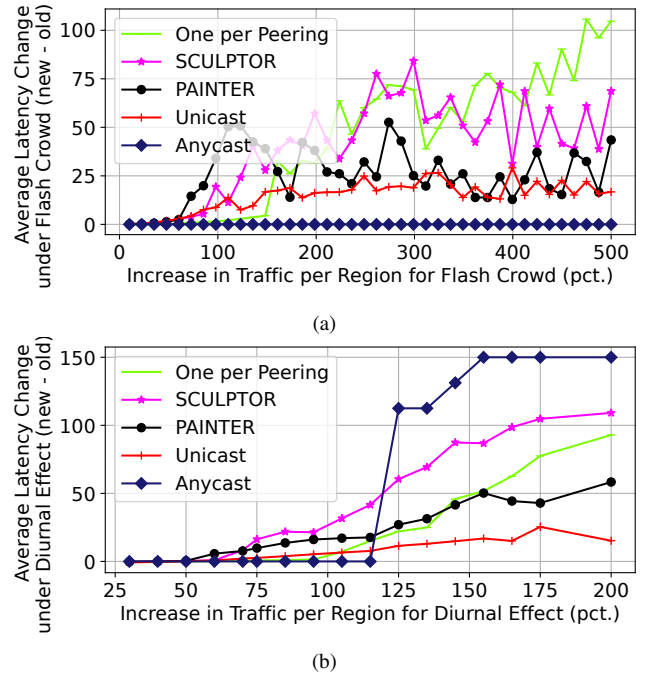 Average Latency Change
under Flash Crowd (new - old)
100
75
50
25
0
One per Peering
SCULPTOR
PAINTER
Unicast
Anycast
0 100 200 300 400 500
Increase in Traffic per Region for Flash Crowd (pct.)
(a)
Average Latency Change
under Diurnal Effect (new - old)
150
100
50
0
One per Peering
SCULPTOR
PAINTER
Unicast
Anycast
25 50 75 100 125 150 175 200
Increase in Traffic per Region for Diurnal Effect (pct.)
(b)